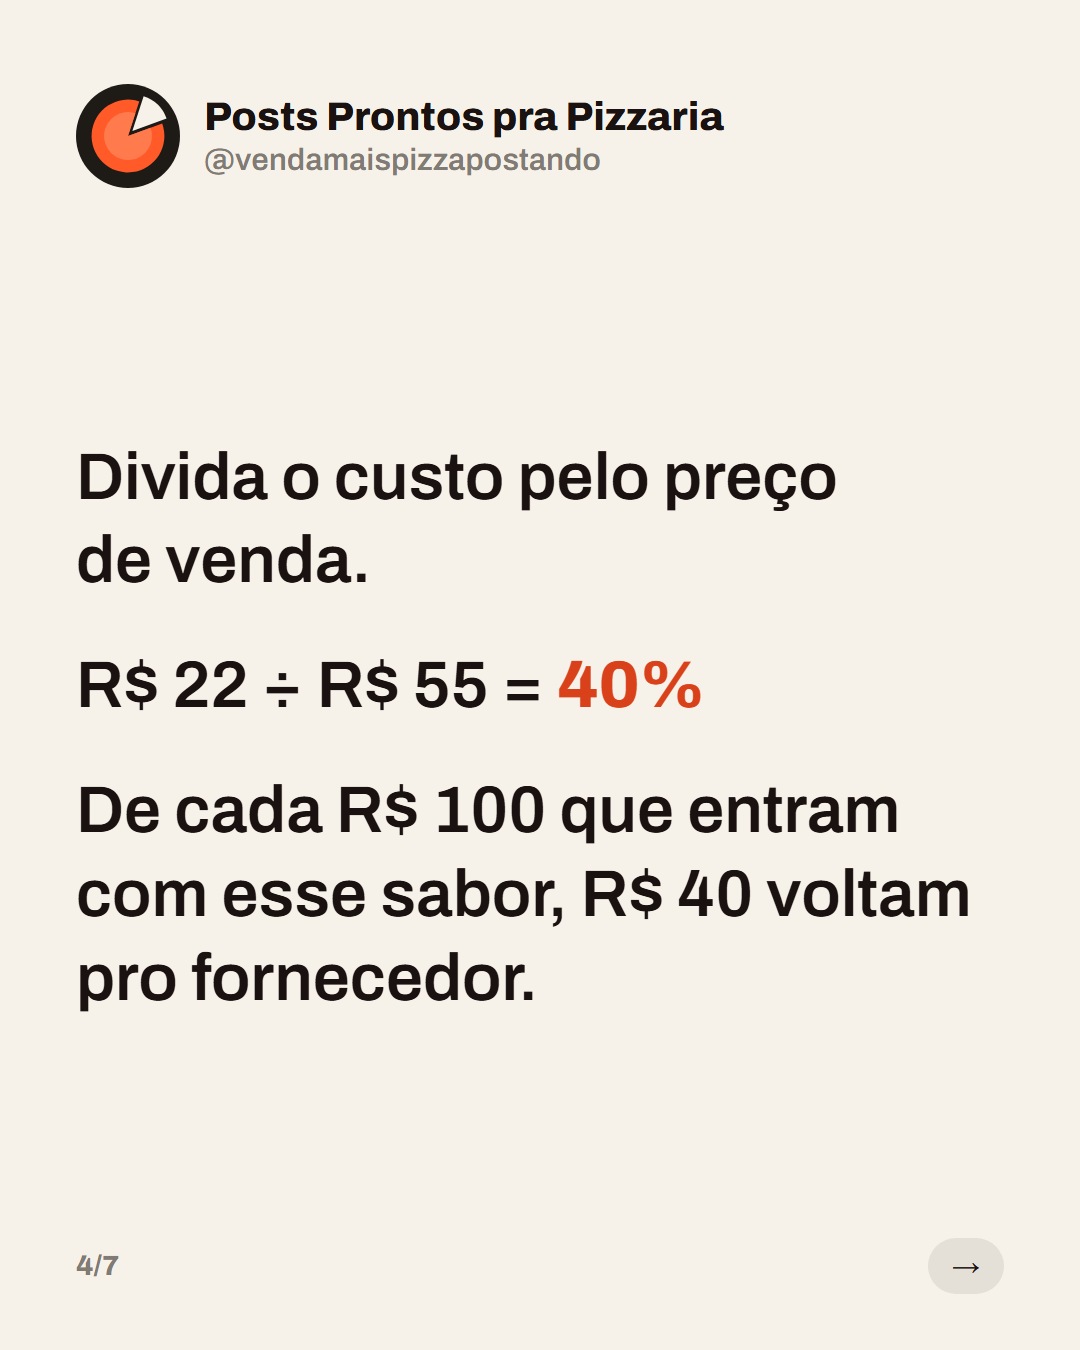 Posts Prontos pra Pizzaria
@vendamaispizzapostando
Divida o custo pelo preço
de venda.
R$ 22 ÷ R$ 55 = 40%
De cada R$ 100 que entram
com esse sabor, R$ 40 voltam
pro fornecedor.
4/7
→